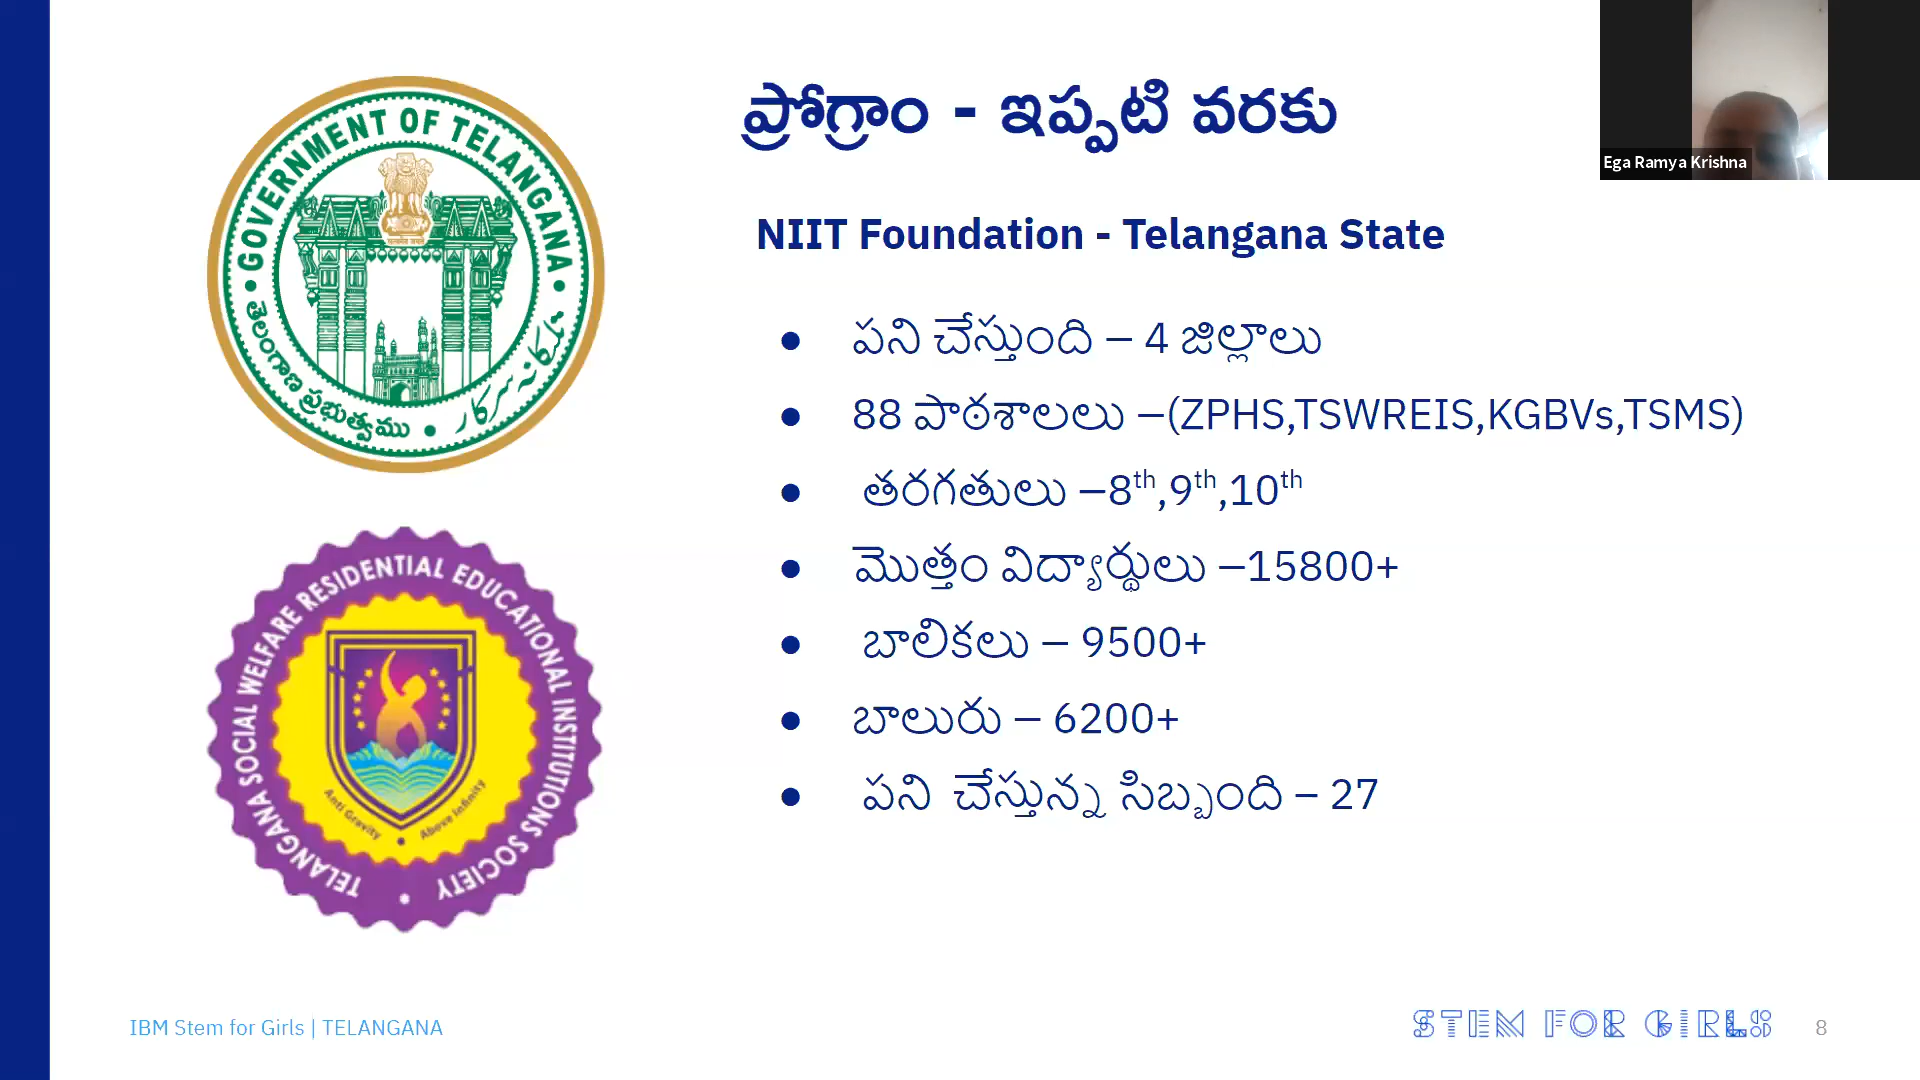 GOVERNMENT OF TELANGANA
తెలంగాణ ప్రభుత్వము
ప్రోగ్రాం - ఇప్పటి వరకు
Ega Ramya Krishna
NIIT Foundation - Telangana State
పని చేస్తుంది – 4 జిల్లాలు
88 పాఠశాలలు –(ZPHS,TSWREIS,KGBVs,TSMS)
తరగతులు –8th,9th,10th
మొత్తం విద్యార్థులు –15800+
బాలికలు – 9500+
బాలురు – 6200+
పని చేస్తున్న సిబ్బంది – 27
TELANGANA SOCIAL WELFARE RESIDENTIAL EDUCATIONAL INSTITUTIONS SOCIETY
Anti Gravity • Above Infinity
IBM Stem for Girls | TELANGANA
STEM FOR GIRLS
8